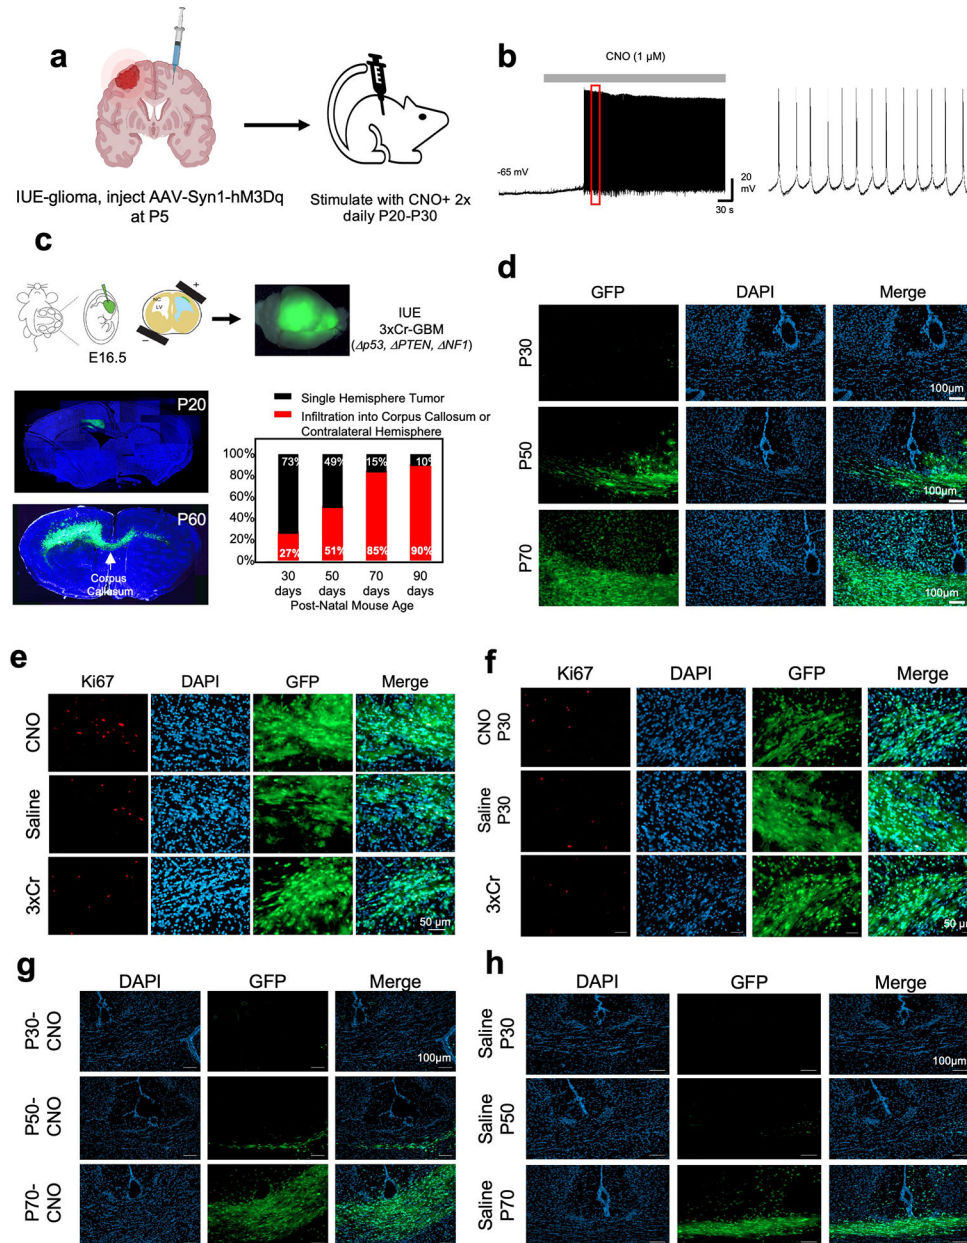 a
IUE-glioma, inject AAV-Syn1-hM3Dq
at P5
Stimulate with CNO+ 2x
daily P20-P30
b
CNO (1 µM)
-65 mV
20
mV
30 s
c
NC
LV
+
−
E16.5
IUE
3xCr-GBM
(Δp53, ΔPTEN, ΔNF1)
P20
P60
Corpus
Callosum
Single Hemisphere Tumor
Infiltration into Corpus Callosum or
Contralateral Hemisphere
100%
80%
60%
40%
20%
0%
73% 49% 15% 10%
27% 51% 85% 90%
30 50 70 90
days days days days
Post-Natal Mouse Age
d
GFP DAPI Merge
P30
100µm
P50
100µm
P70
100µm
e
Ki67 DAPI GFP Merge
CNO
Saline
3xCr
50 µm
f
Ki67 DAPI GFP Merge
CNO
P30
Saline
P30
3xCr
50 µm
g
DAPI GFP Merge
P30-
CNO
100µm
P50-
CNO
P70-
CNO
h
DAPI GFP Merge
Saline
P30
100µm
Saline
P50
Saline
P70